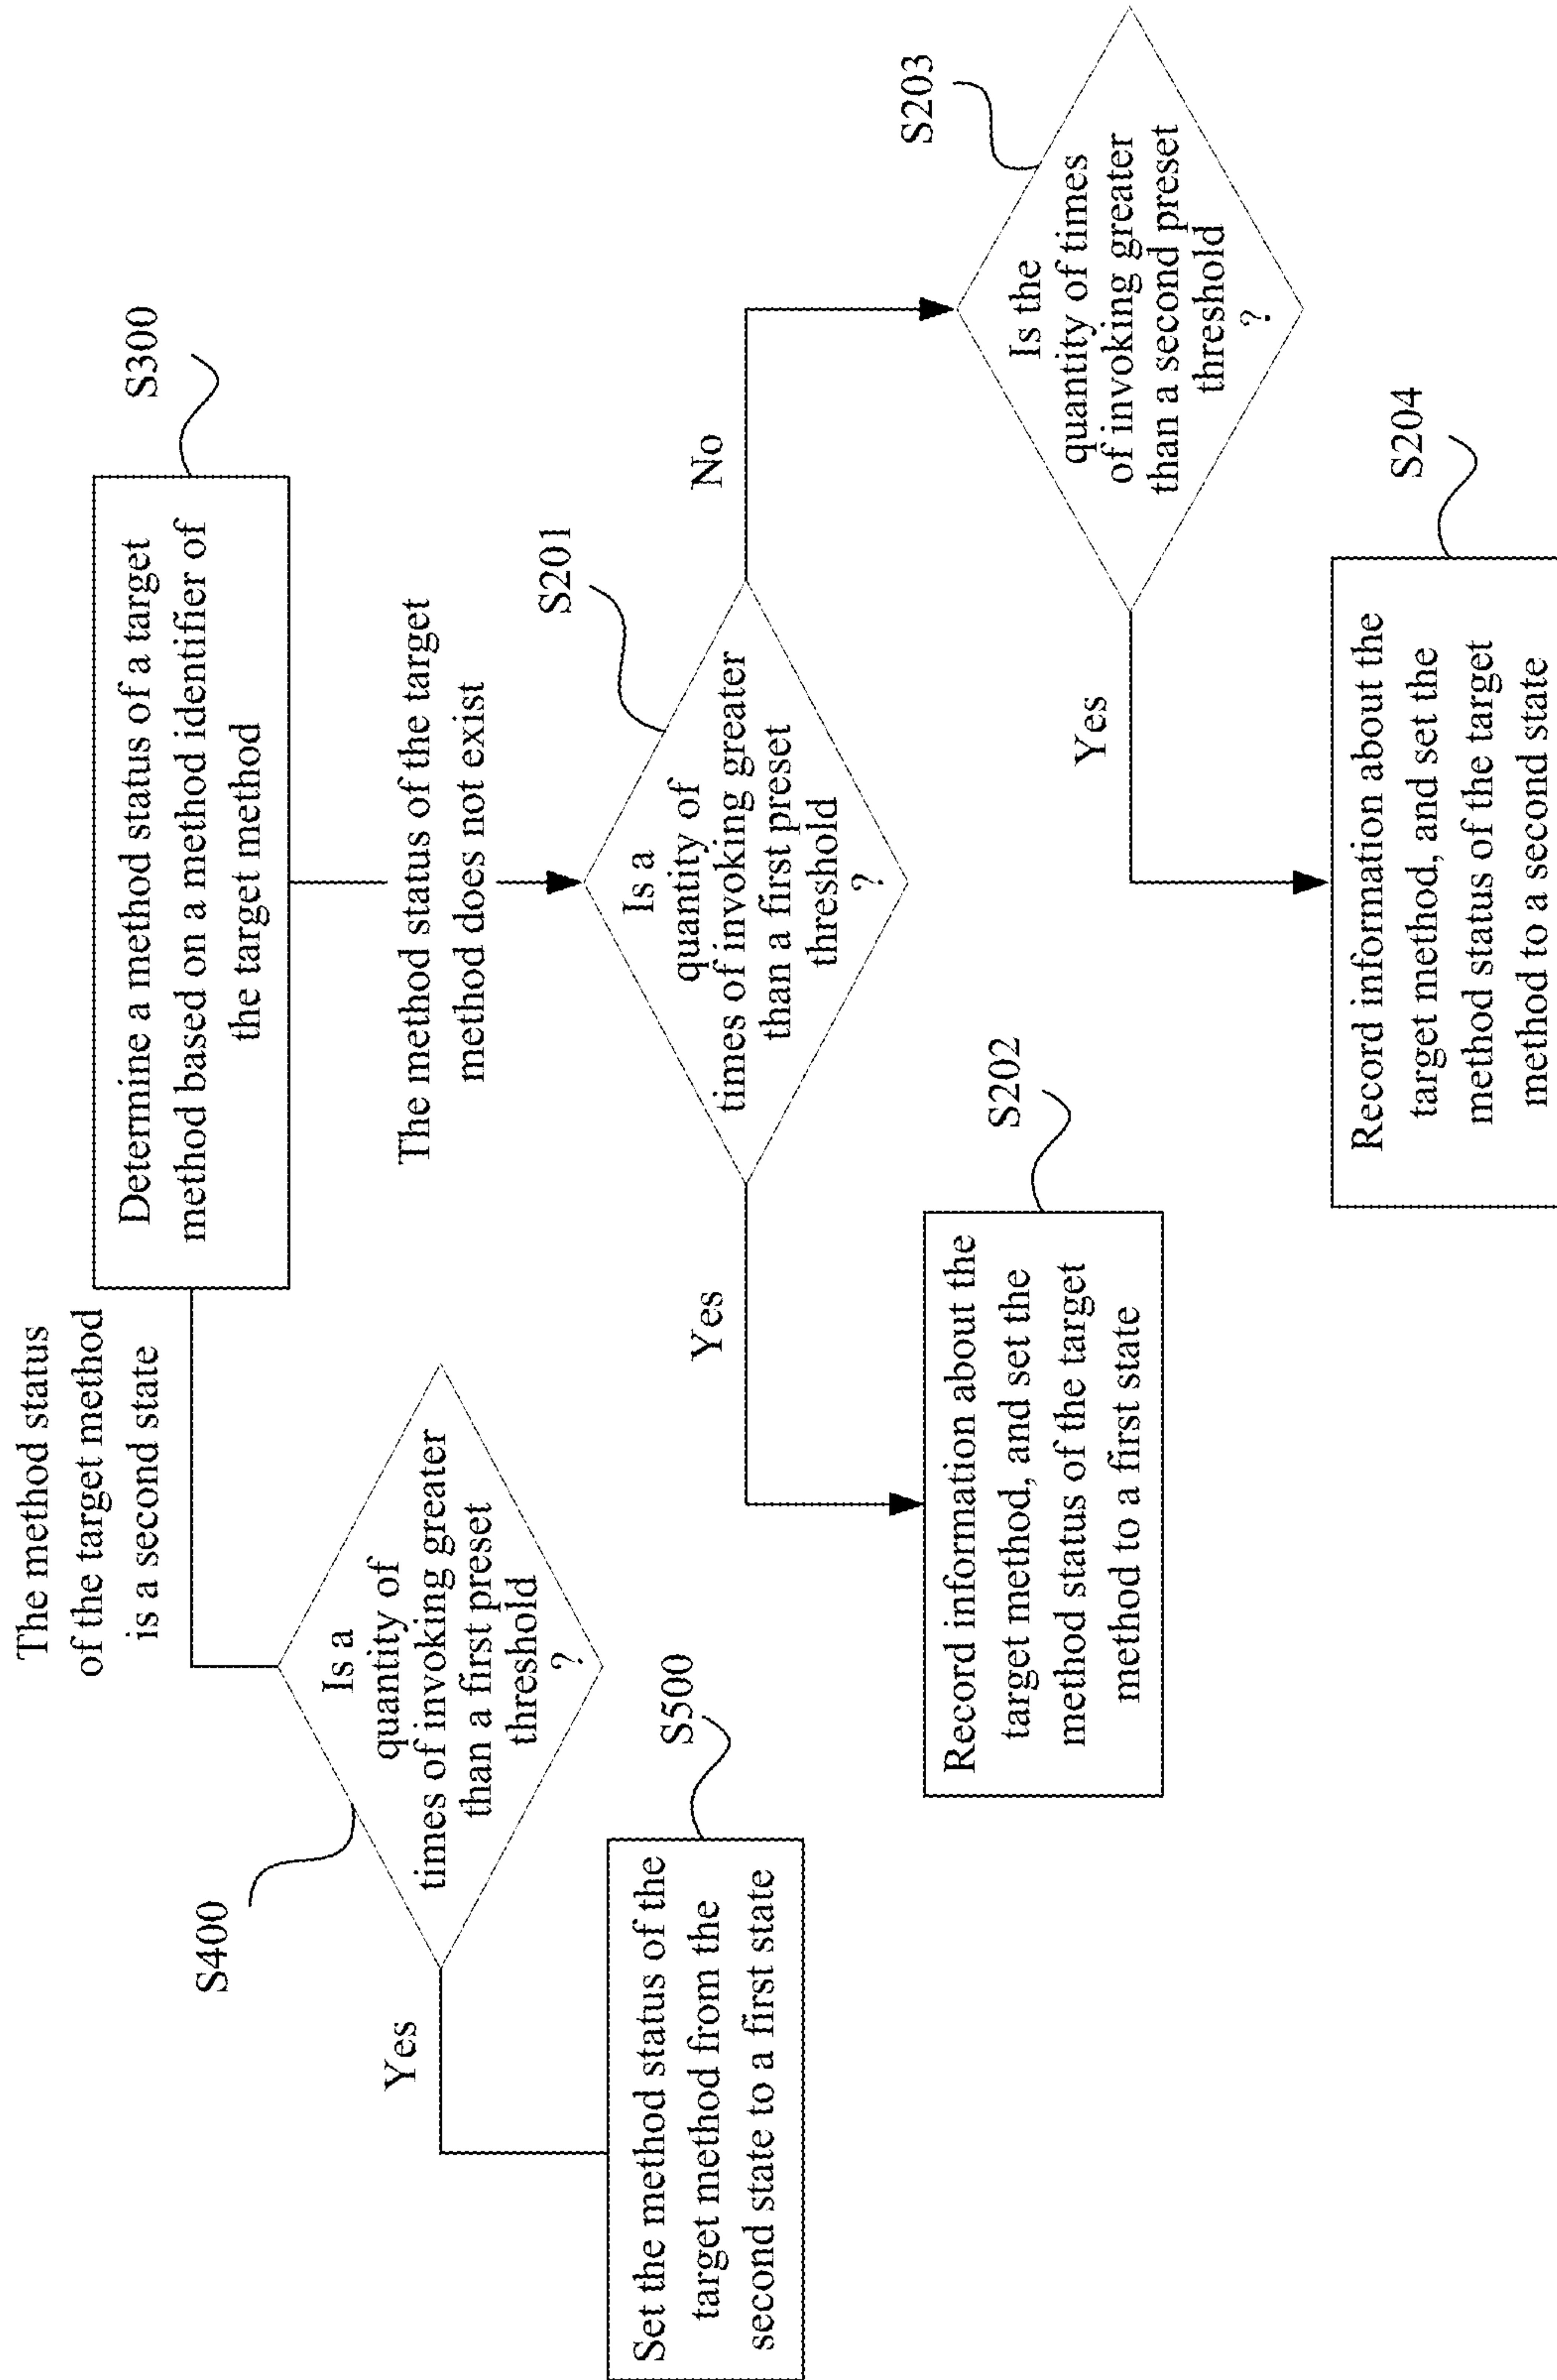 S300
Determine a method status of a target
method based on a method identifier of
the target method
The method status
of the target method
is a second state
The method status of the target
method does not exist
S400
Is a
quantity of
times of invoking greater
than a first preset
threshold
?
Yes
S500
Set the method status of the
target method from the
second state to a first state
S201
Is a
quantity of
times of invoking greater
than a first preset
threshold
?
Yes
No
S202
Record information about the
target method, and set the
method status of the target
method to a first state
S203
Is the
quantity of times
of invoking greater
than a second preset
threshold
?
Yes
S204
Record information about the
target method, and set the
method status of the target
method to a second state